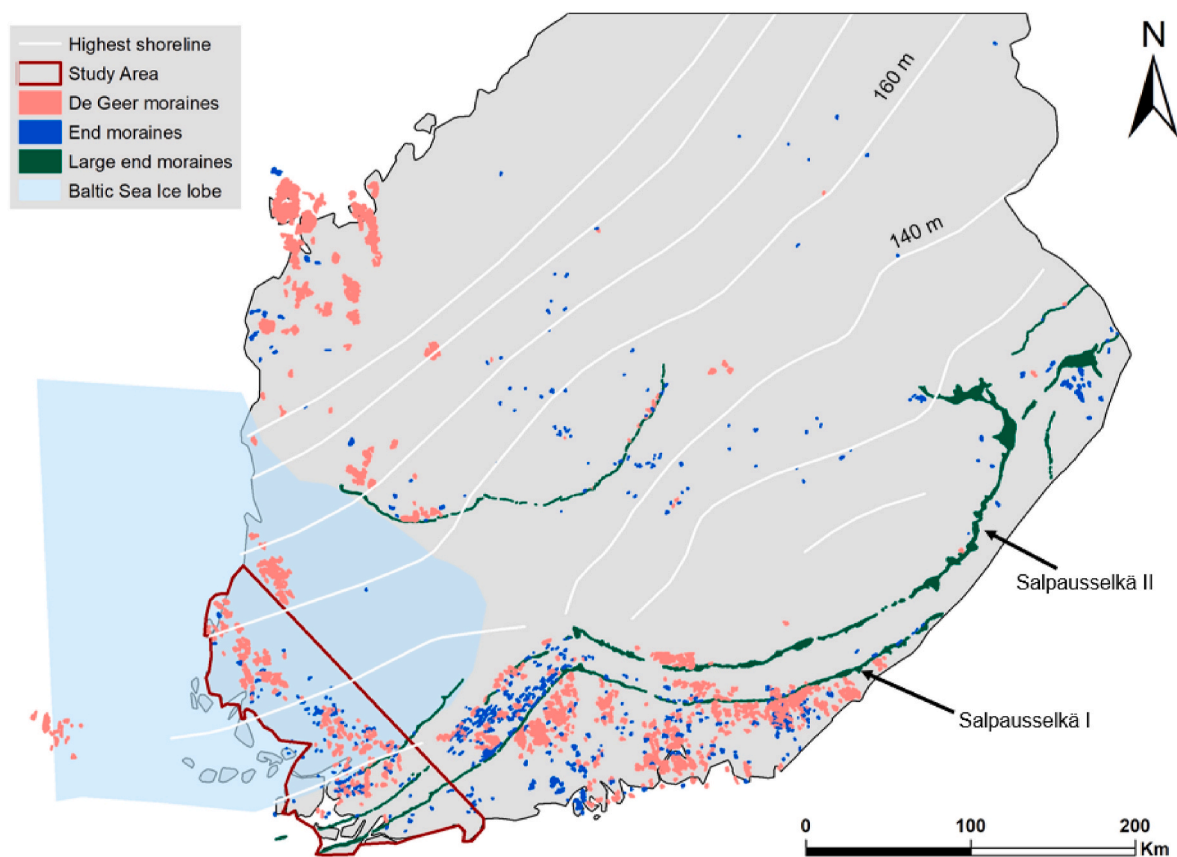 Highest shoreline
Study Area
De Geer moraines
End moraines
Large end moraines
Baltic Sea Ice lobe
N
160 m
140 m
Salpausselkä II
Salpausselkä I
0 100 200
Km